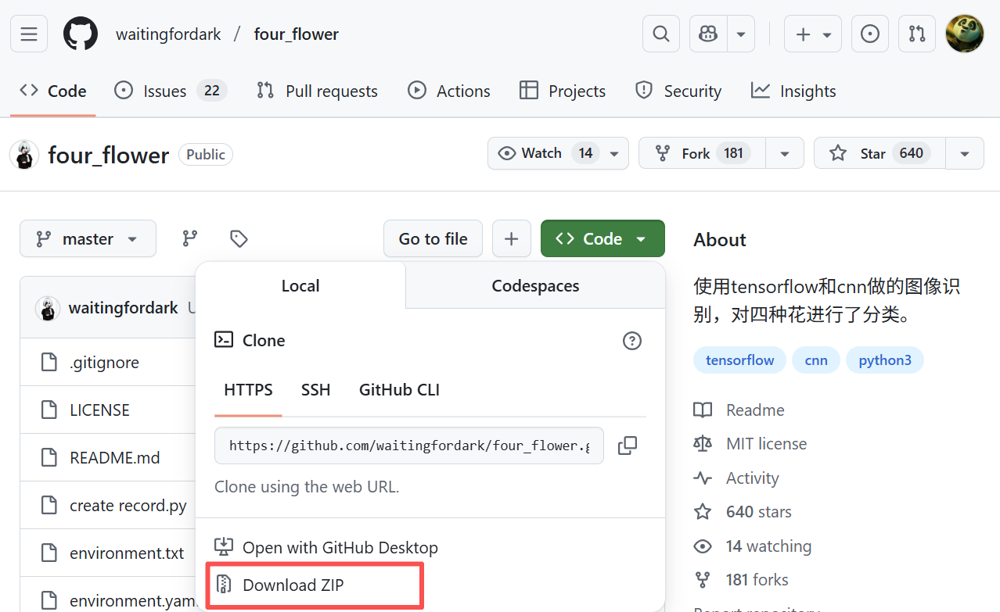 waitingfordark / four_flower
Code Issues 22 Pull requests Actions Projects Security Insights
four_flower Public Watch 14 Fork 181 Star 640
master Go to file + Code
Local Codespaces
Clone
HTTPS SSH GitHub CLI
https://github.com/waitingfordark/four_flower.g
Clone using the web URL.
Open with GitHub Desktop
Download ZIP
waitingfordark
.gitignore
LICENSE
README.md
create record.py
environment.txt
environment.yam
About
使用tensorflow和cnn做的图像识
别，对四种花进行了分类。
tensorflow cnn python3
Readme
MIT license
Activity
640 stars
14 watching
181 forks
Report repository